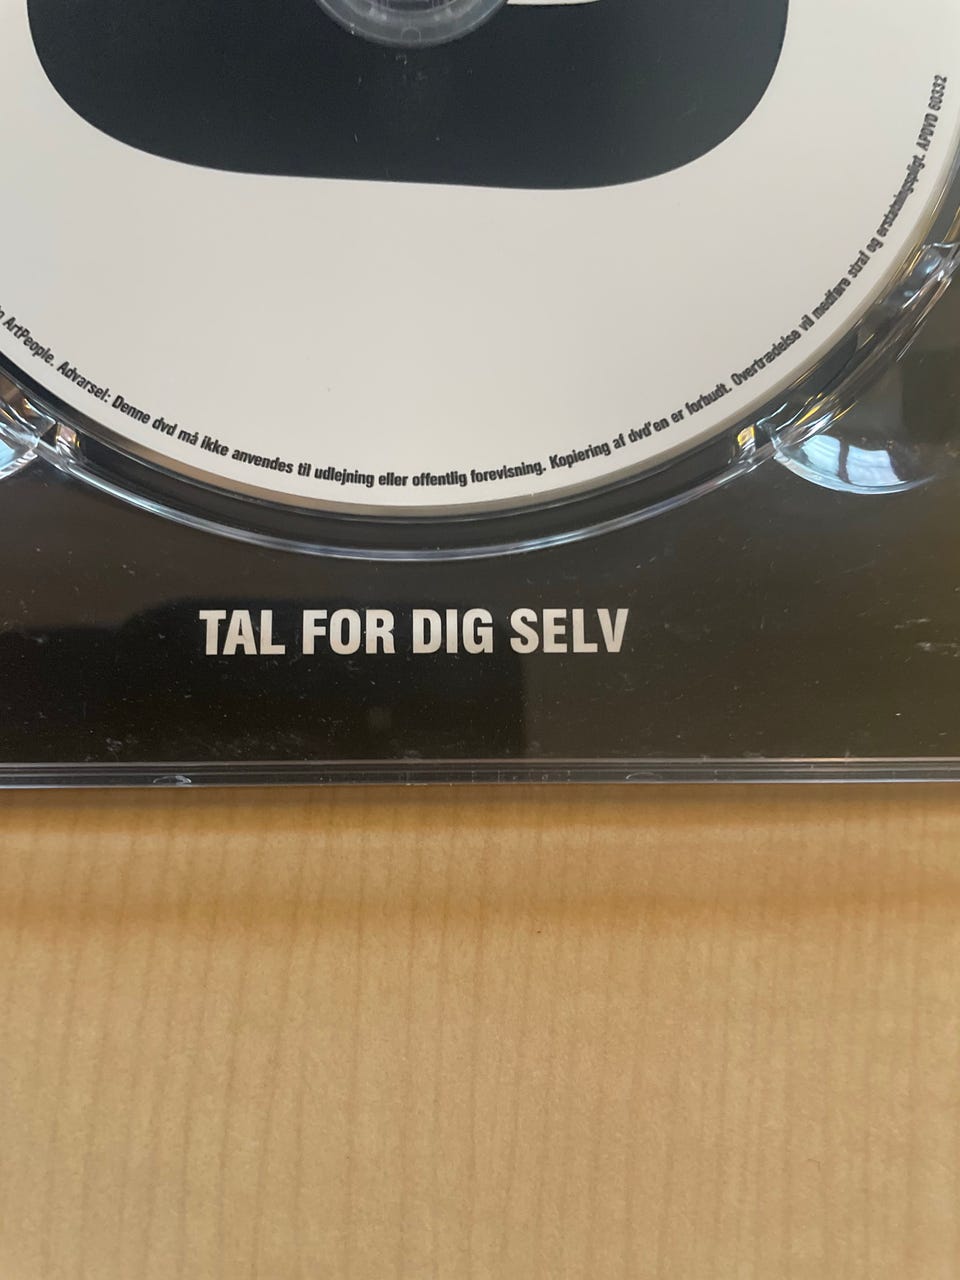 ArtPeople. Advarsel: Denne dvd må ikke anvendes til udlejning eller offentlig forevisning. Kopiering af dvd'en er forbudt. Overtrædelse vil medføre straf og erstatningspligt. APDVD 60332
TAL FOR DIG SELV